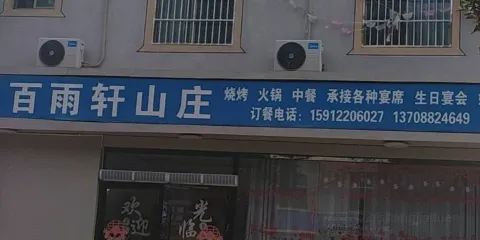 百雨轩山庄
烧烤 火锅 中餐 承接各种宴席 生日宴会
订餐电话：15912206027 13708824649
欢迎
光临